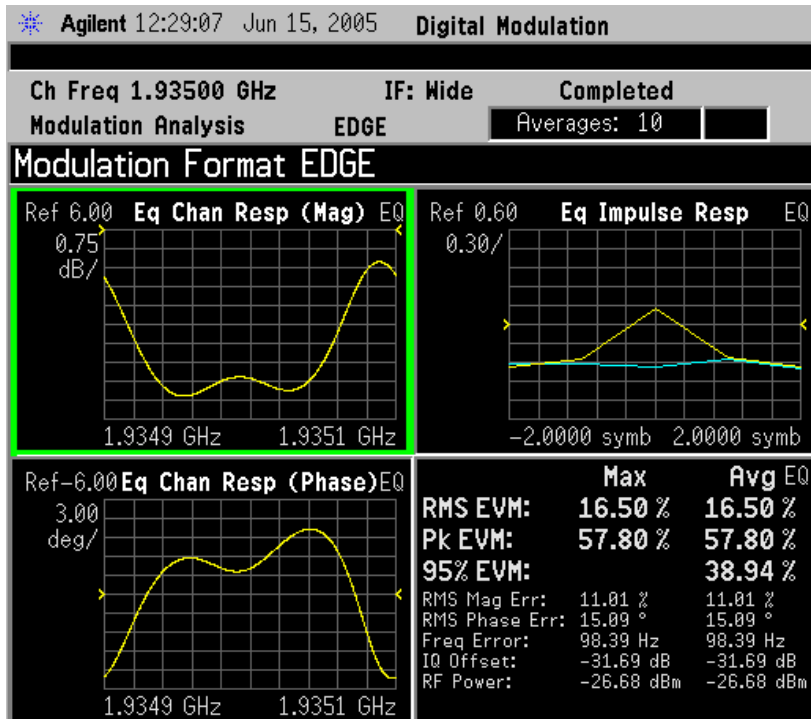 Agilent 12:29:07 Jun 15, 2005 Digital Modulation
Ch Freq 1.93500 GHz IF: Wide Completed
Modulation Analysis EDGE Averages: 10
Modulation Format EDGE
Ref 6.00 Eq Chan Resp (Mag) EQ
0.75
dB/
1.9349 GHz 1.9351 GHz
Ref 0.60 Eq Impulse Resp EQ
0.30/
-2.0000 symb 2.0000 symb
Ref-6.00 Eq Chan Resp (Phase) EQ
3.00
deg/
1.9349 GHz 1.9351 GHz
Max Avg EQ
RMS EVM: 16.50 % 16.50 %
Pk EVM: 57.80 % 57.80 %
95% EVM: 38.94 %
RMS Mag Err: 11.01 % 11.01 %
RMS Phase Err: 15.09 ° 15.09 °
Freq Error: 98.39 Hz 98.39 Hz
IQ Offset: -31.69 dB -31.69 dB
RF Power: -26.68 dBm -26.68 dBm